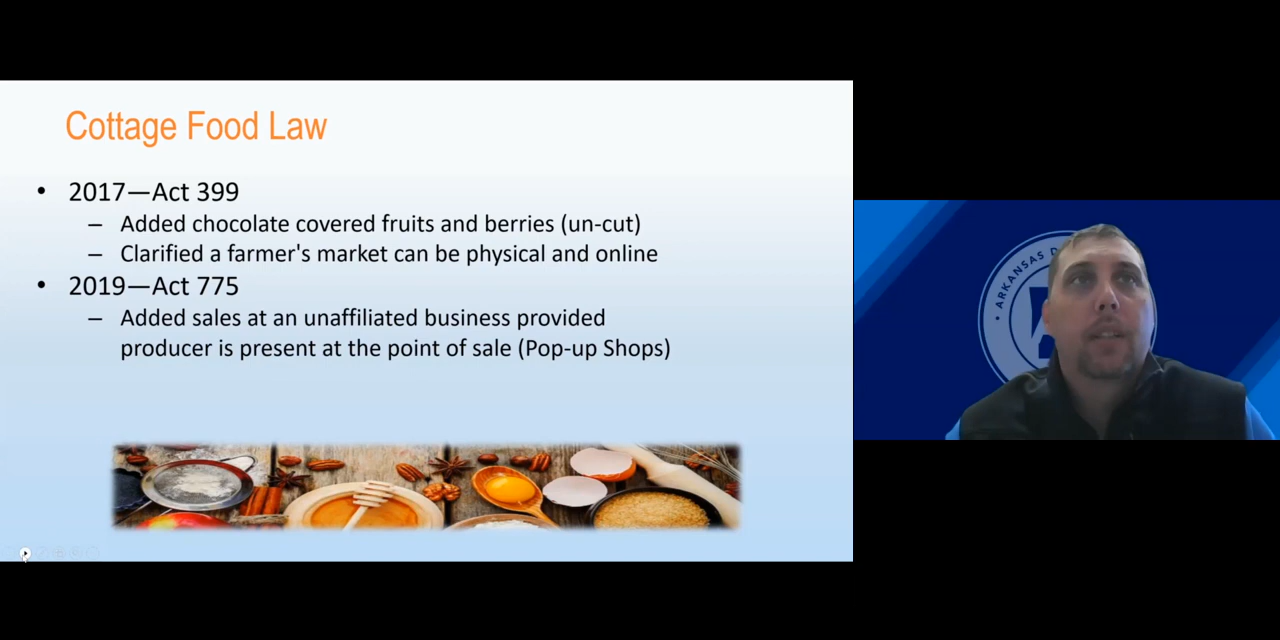 Cottage Food Law
• 2017—Act 399
– Added chocolate covered fruits and berries (un-cut)
– Clarified a farmer's market can be physical and online
• 2019—Act 775
– Added sales at an unaffiliated business provided
producer is present at the point of sale (Pop-up Shops)
• ARKANSAS